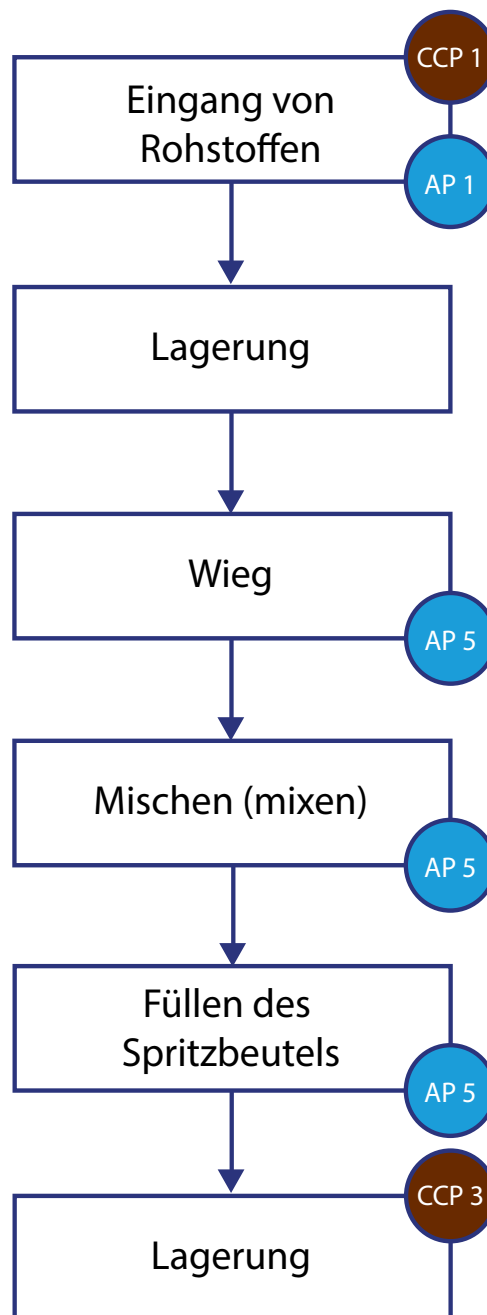 CCP 1
Eingang von
Rohstoffen
AP 1
Lagerung
Wieg
AP 5
Mischen (mixen)
AP 5
Füllen des
Spritzbeutels
AP 5
CCP 3
Lagerung